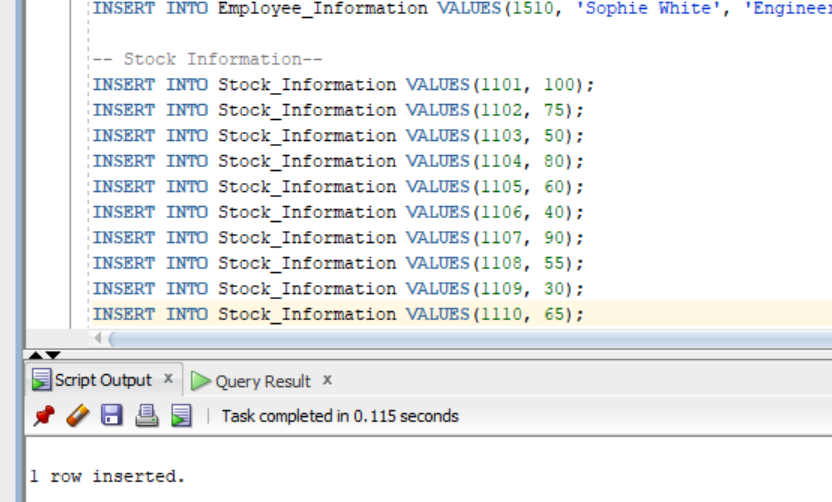 INSERT INTO Employee_Information VALUES(1510, 'Sophie White', 'Engineer
-- Stock Information--
INSERT INTO Stock_Information VALUES(1101, 100);
INSERT INTO Stock_Information VALUES(1102, 75);
INSERT INTO Stock_Information VALUES(1103, 50);
INSERT INTO Stock_Information VALUES(1104, 80);
INSERT INTO Stock_Information VALUES(1105, 60);
INSERT INTO Stock_Information VALUES(1106, 40);
INSERT INTO Stock_Information VALUES(1107, 90);
INSERT INTO Stock_Information VALUES(1108, 55);
INSERT INTO Stock_Information VALUES(1109, 30);
INSERT INTO Stock_Information VALUES(1110, 65);
Script Output x Query Result x
Task completed in 0.115 seconds
1 row inserted.